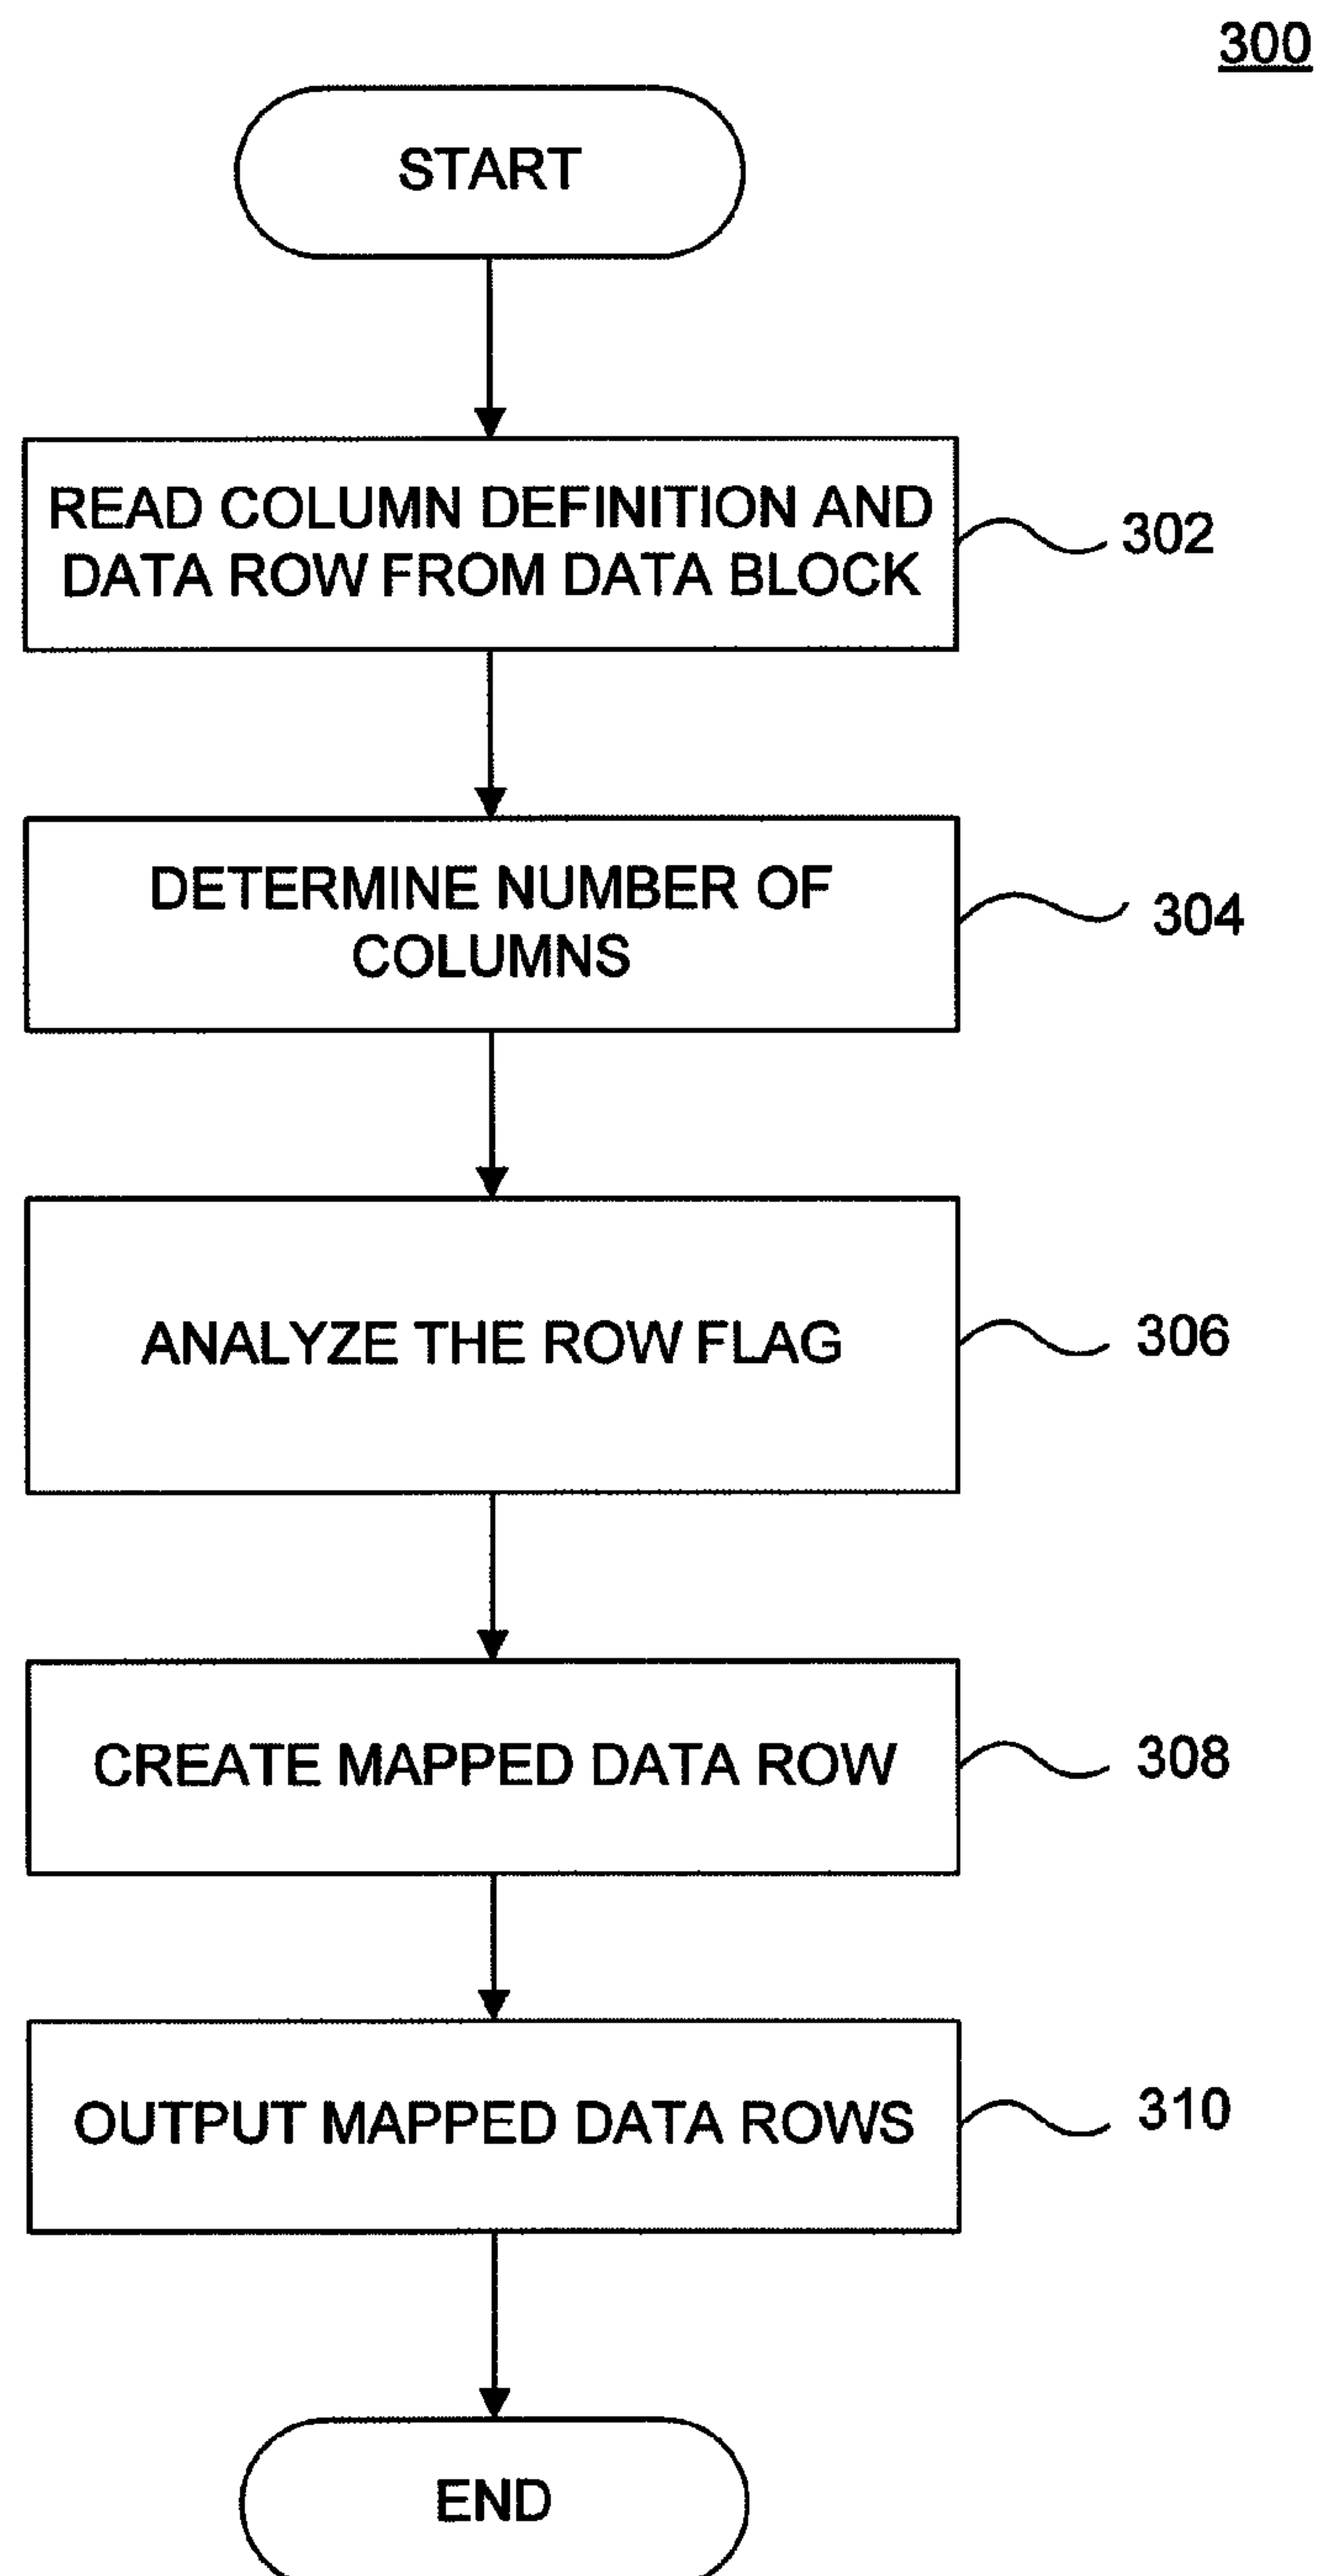 300
START
READ COLUMN DEFINITION AND
DATA ROW FROM DATA BLOCK
302
DETERMINE NUMBER OF
COLUMNS
304
ANALYZE THE ROW FLAG
306
CREATE MAPPED DATA ROW
308
OUTPUT MAPPED DATA ROWS
310
END